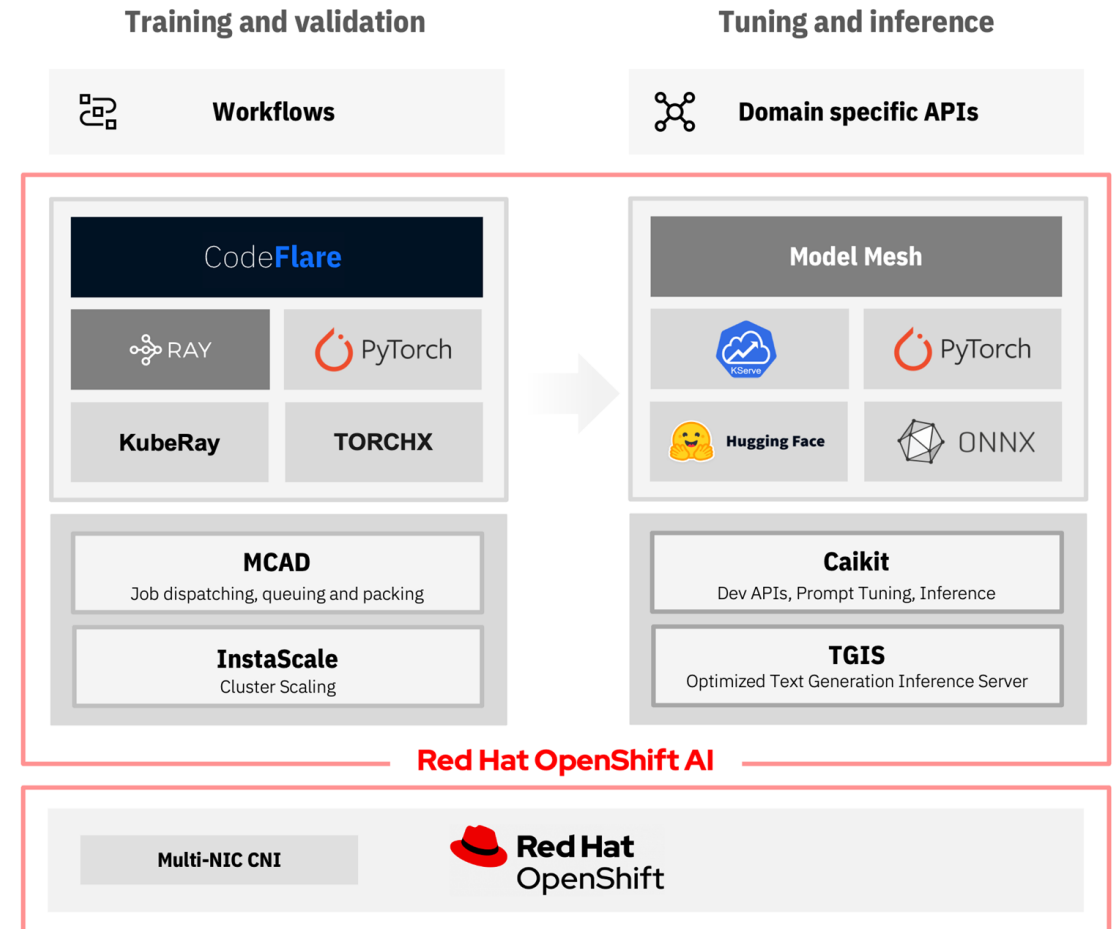 Training and validation
Tuning and inference
Workflows
Domain specific APIs
CodeFlare
Model Mesh
RAY
PyTorch
KServe
PyTorch
KubeRay
TORCHX
Hugging Face
ONNX
MCAD
Job dispatching, queuing and packing
Caikit
Dev APIs, Prompt Tuning, Inference
InstaScale
Cluster Scaling
TGIS
Optimized Text Generation Inference Server
Red Hat OpenShift AI
Multi-NIC CNI
Red Hat
OpenShift